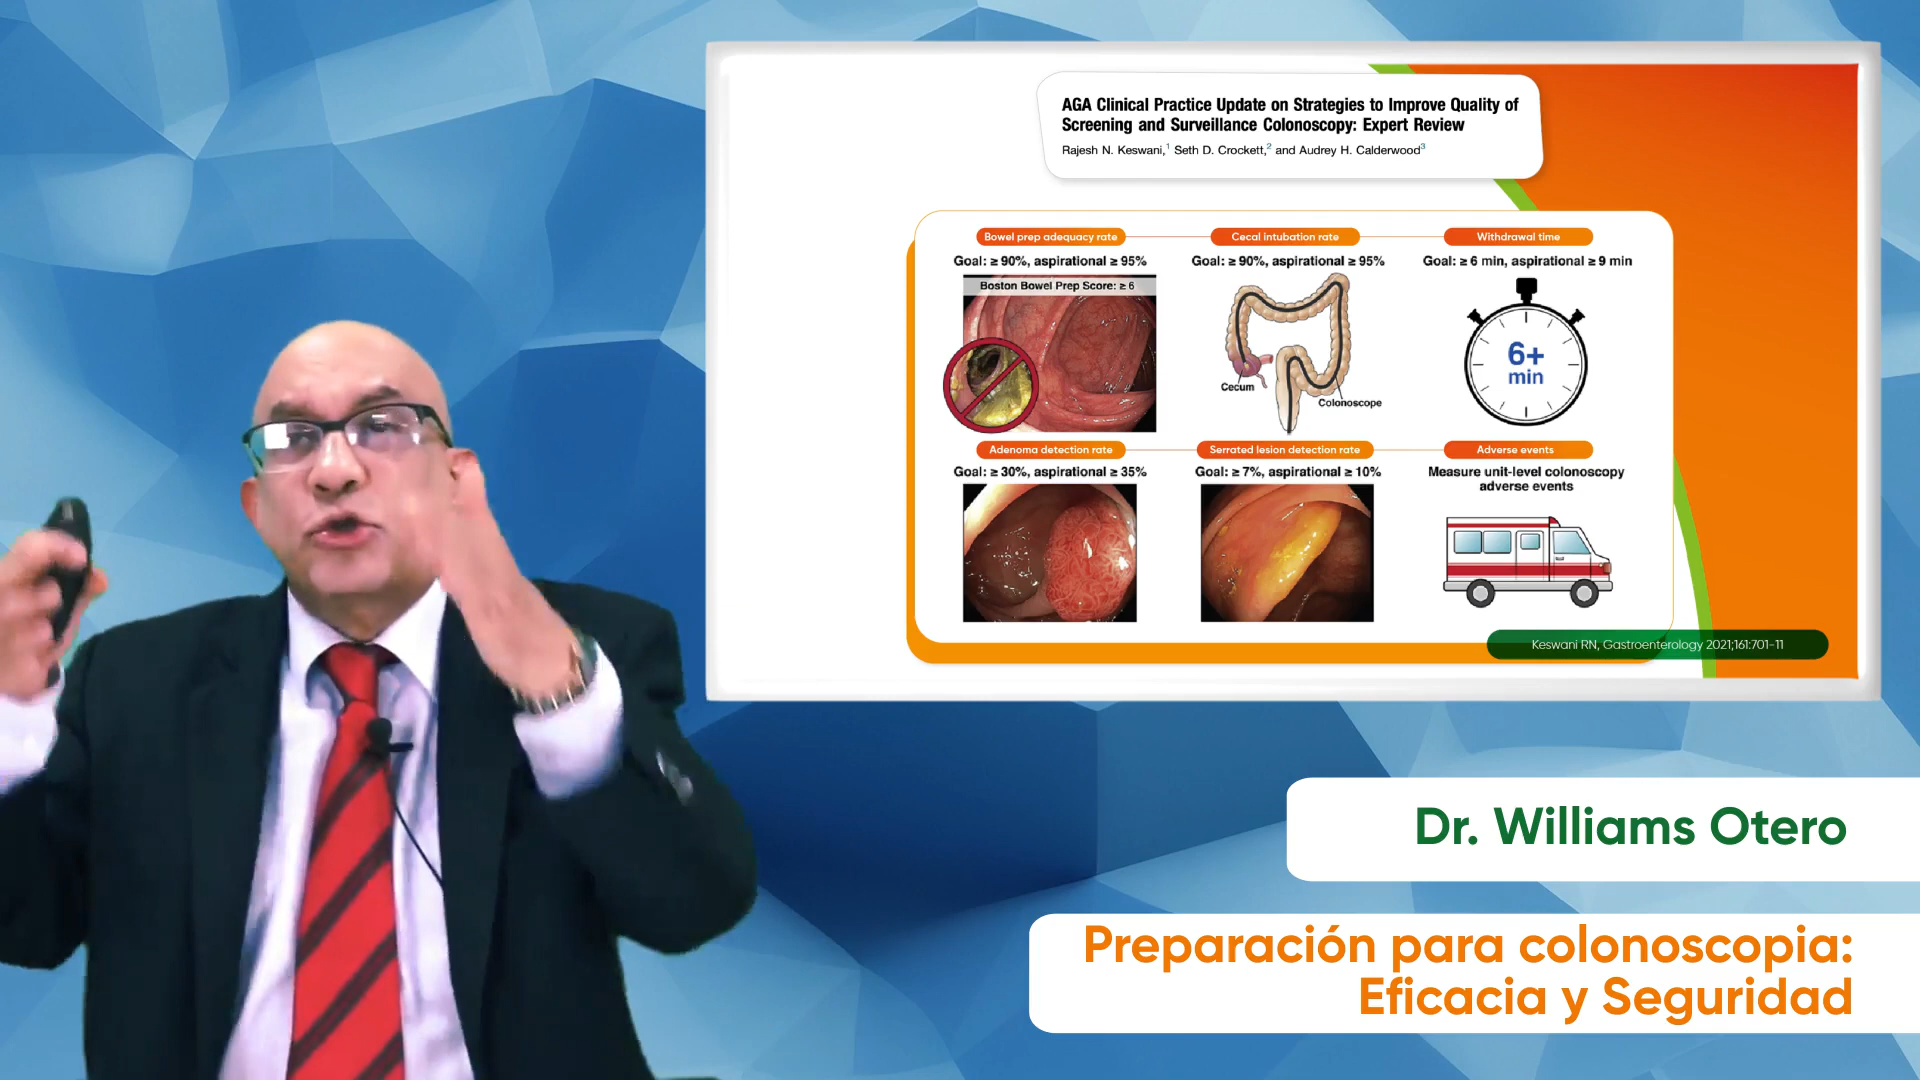 AGA Clinical Practice Update on Strategies to Improve Quality of
Screening and Surveillance Colonoscopy: Expert Review
Rajesh N. Keswani,1 Seth D. Crockett,2 and Audrey H. Calderwood3
Bowel prep adequacy rate
Goal: ≥ 90%, aspirational ≥ 95%
Boston Bowel Prep Score: ≥ 6
Cecal intubation rate
Goal: ≥ 90%, aspirational ≥ 95%
Cecum
Colonoscope
Withdrawal time
Goal: ≥ 6 min, aspirational ≥ 9 min
6+
min
Adenoma detection rate
Goal: ≥ 30%, aspirational ≥ 35%
Serrated lesion detection rate
Goal: ≥ 7%, aspirational ≥ 10%
Adverse events
Measure unit-level colonoscopy
adverse events
Keswani RN, Gastroenterology 2021;161:701-11
Dr. Williams Otero
Preparación para colonoscopia:
Eficacia y Seguridad